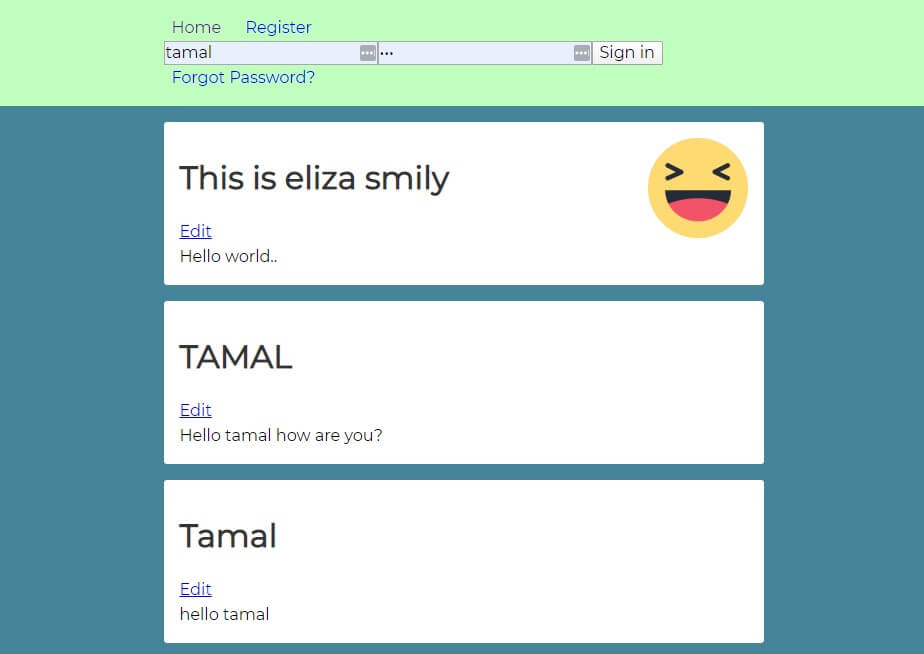 Home Register
tamal ... Sign in
Forgot Password?
This is eliza smily
Edit
Hello world..
TAMAL
Edit
Hello tamal how are you?
Tamal
Edit
hello tamal